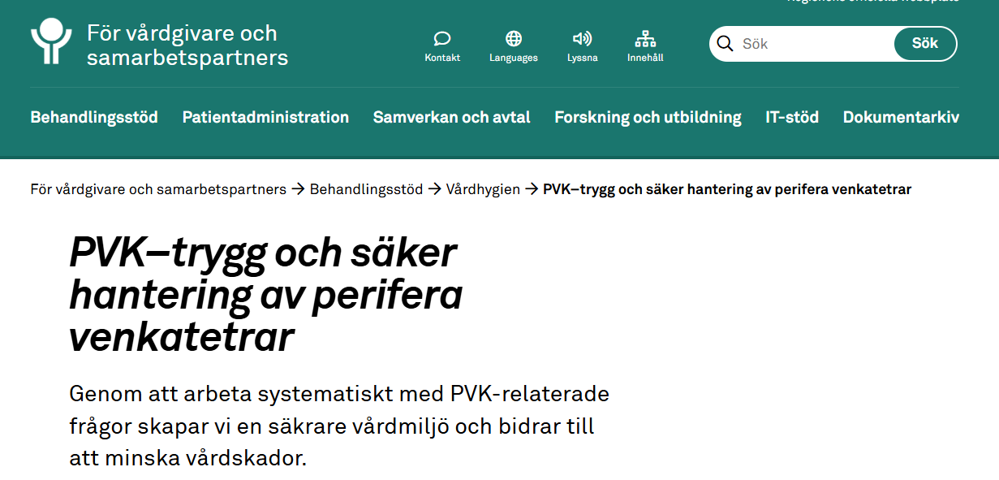 Regionens officiella webbplats
För vårdgivare och
samarbetspartners
Kontakt
Languages
Lyssna
Innehåll
Sök
Sök
Behandlingsstöd
Patientadministration
Samverkan och avtal
Forskning och utbildning
IT-stöd
Dokumentarkiv
För vårdgivare och samarbetspartners → Behandlingsstöd → Vårdhygien → PVK–trygg och säker hantering av perifera venkatetrar
PVK–trygg och säker
hantering av perifera
venkatetrar
Genom att arbeta systematiskt med PVK-relaterade
frågor skapar vi en säkrare vårdmiljö och bidrar till
att minska vårdskador.